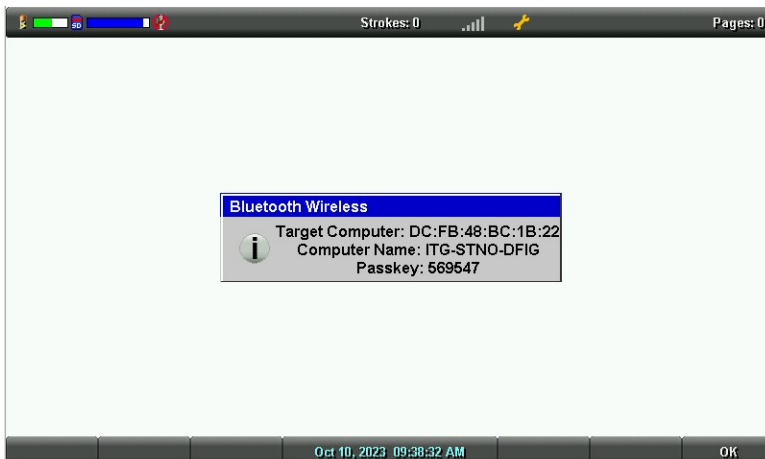 SD
Strokes: 0
Pages: 0
Bluetooth Wireless
Target Computer: DC:FB:48:BC:1B:22
Computer Name: ITG-STNO-DFIG
Passkey: 569547
Oct 10, 2023 09:38:32 AM
OK